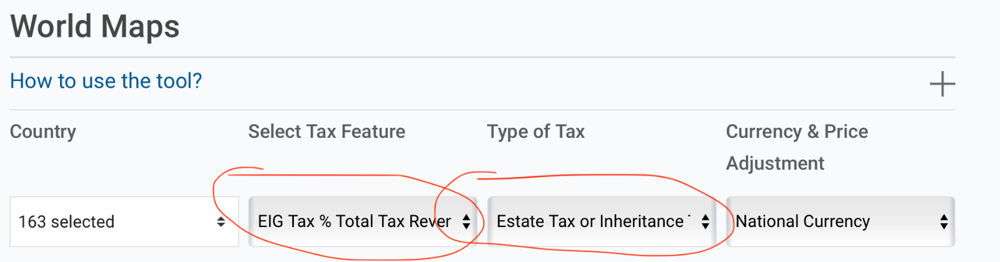 World Maps
How to use the tool?
Country
Select Tax Feature
Type of Tax
Currency & Price
Adjustment
163 selected
EIG Tax % Total Tax Rever
Estate Tax or Inheritance
National Currency